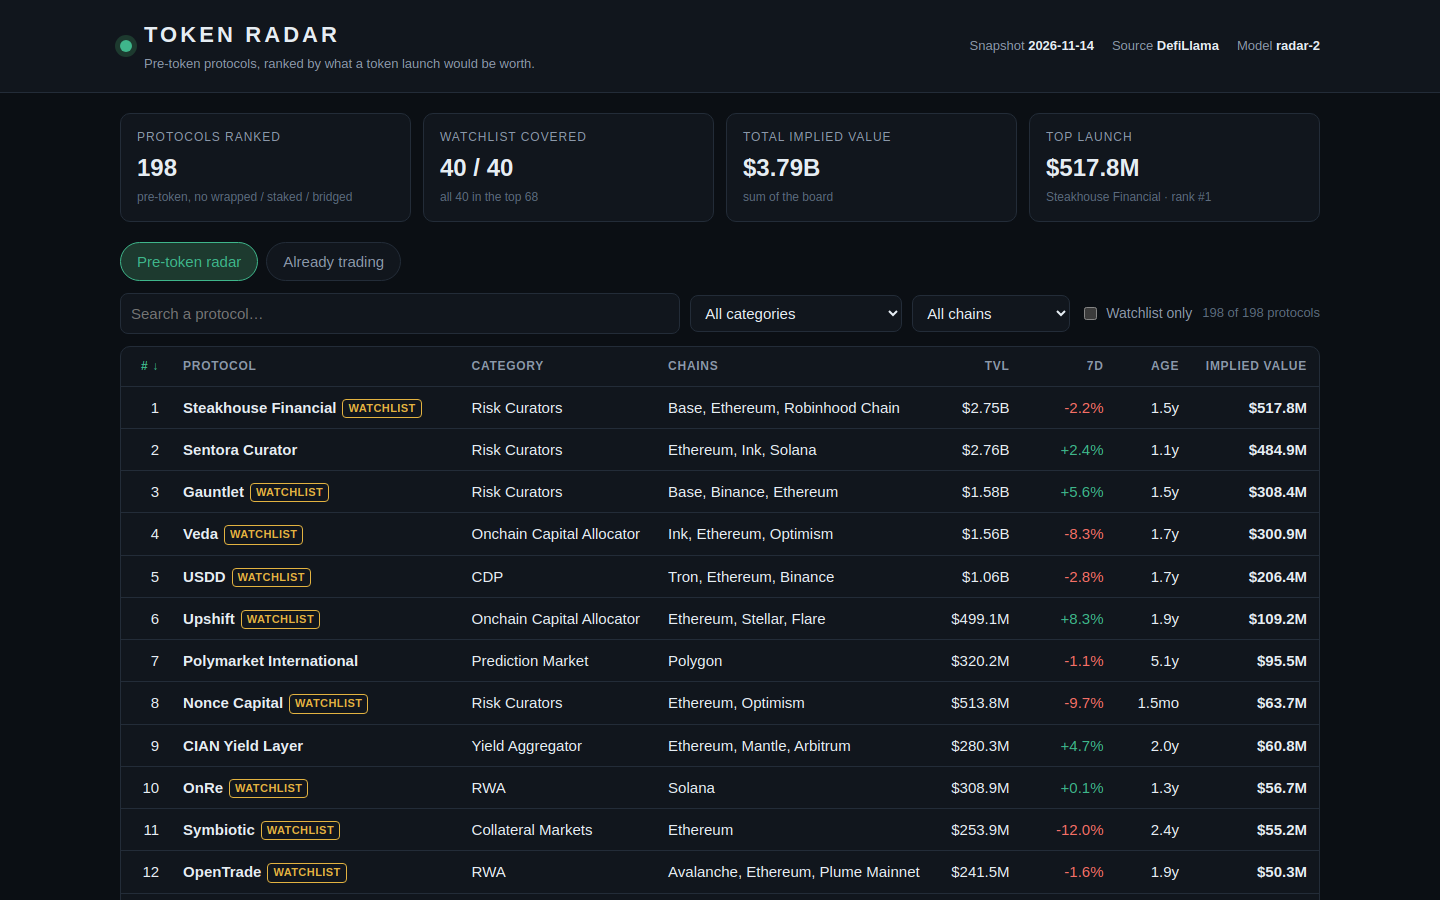 TOKEN RADAR
Pre-token protocols, ranked by what a token launch would be worth.
Snapshot 2026-11-14 Source DefiLlama Model radar-2
PROTOCOLS RANKED
198
pre-token, no wrapped / staked / bridged
WATCHLIST COVERED
40 / 40
all 40 in the top 68
TOTAL IMPLIED VALUE
$3.79B
sum of the board
TOP LAUNCH
$517.8M
Steakhouse Financial · rank #1
Pre-token radar Already trading
Search a protocol… All categories All chains Watchlist only 198 of 198 protocols
# ↓ PROTOCOL CATEGORY CHAINS TVL 7D AGE IMPLIED VALUE
1 Steakhouse Financial WATCHLIST Risk Curators Base, Ethereum, Robinhood Chain $2.75B -2.2% 1.5y $517.8M
2 Sentora Curator Risk Curators Ethereum, Ink, Solana $2.76B +2.4% 1.1y $484.9M
3 Gauntlet WATCHLIST Risk Curators Base, Binance, Ethereum $1.58B +5.6% 1.5y $308.4M
4 Veda WATCHLIST Onchain Capital Allocator Ink, Ethereum, Optimism $1.56B -8.3% 1.7y $300.9M
5 USDD WATCHLIST CDP Tron, Ethereum, Binance $1.06B -2.8% 1.7y $206.4M
6 Upshift WATCHLIST Onchain Capital Allocator Ethereum, Stellar, Flare $499.1M +8.3% 1.9y $109.2M
7 Polymarket International Prediction Market Polygon $320.2M -1.1% 5.1y $95.5M
8 Nonce Capital WATCHLIST Risk Curators Ethereum, Optimism $513.8M -9.7% 1.5mo $63.7M
9 CIAN Yield Layer Yield Aggregator Ethereum, Mantle, Arbitrum $280.3M +4.7% 2.0y $60.8M
10 OnRe WATCHLIST RWA Solana $308.9M +0.1% 1.3y $56.7M
11 Symbiotic WATCHLIST Collateral Markets Ethereum $253.9M -12.0% 2.4y $55.2M
12 OpenTrade WATCHLIST RWA Avalanche, Ethereum, Plume Mainnet $241.5M -1.6% 1.9y $50.3M